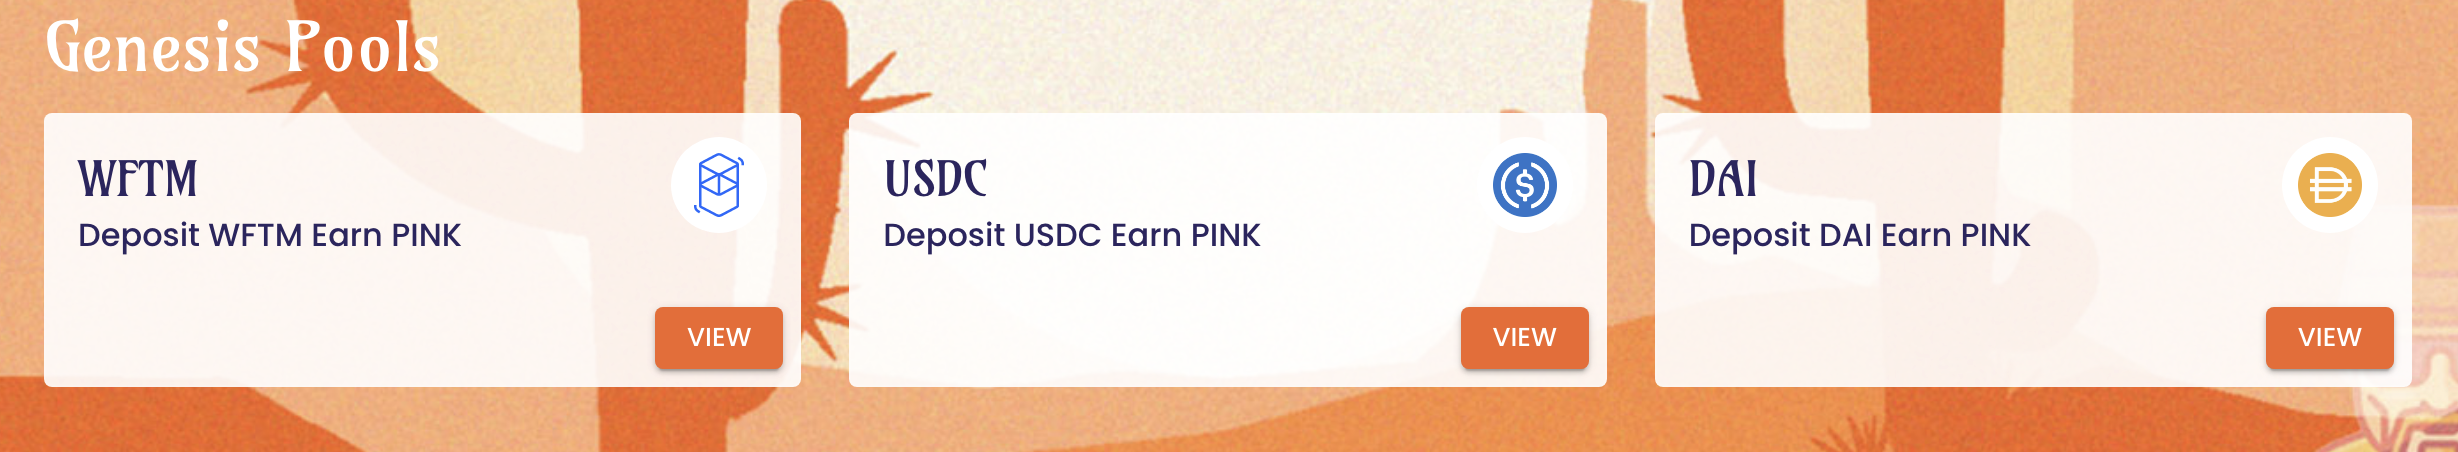 Genesis Pools
WFTM
Deposit WFTM Earn PINK
VIEW
USDC
Deposit USDC Earn PINK
VIEW
DAI
Deposit DAI Earn PINK
VIEW